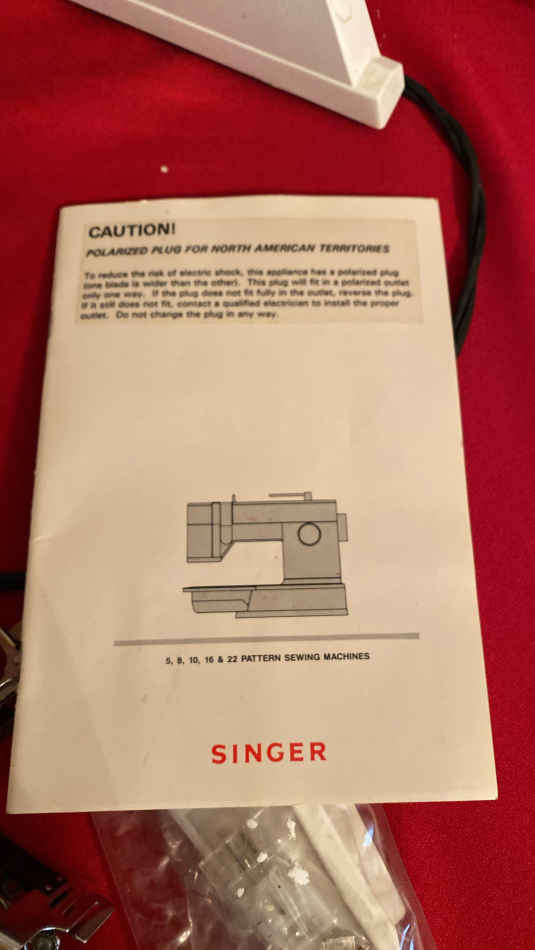 CAUTION!
POLARIZED PLUG FOR NORTH AMERICAN TERRITORIES
To reduce the risk of electric shock, this appliance has a polarized plug
(one blade is wider than the other). This plug will fit in a polarized outlet
only one way. If the plug does not fit fully in the outlet, reverse the plug.
If it still does not fit, contact a qualified electrician to install the proper
outlet. Do not change the plug in any way.
5, 8, 10, 16 & 22 PATTERN SEWING MACHINES
SINGER